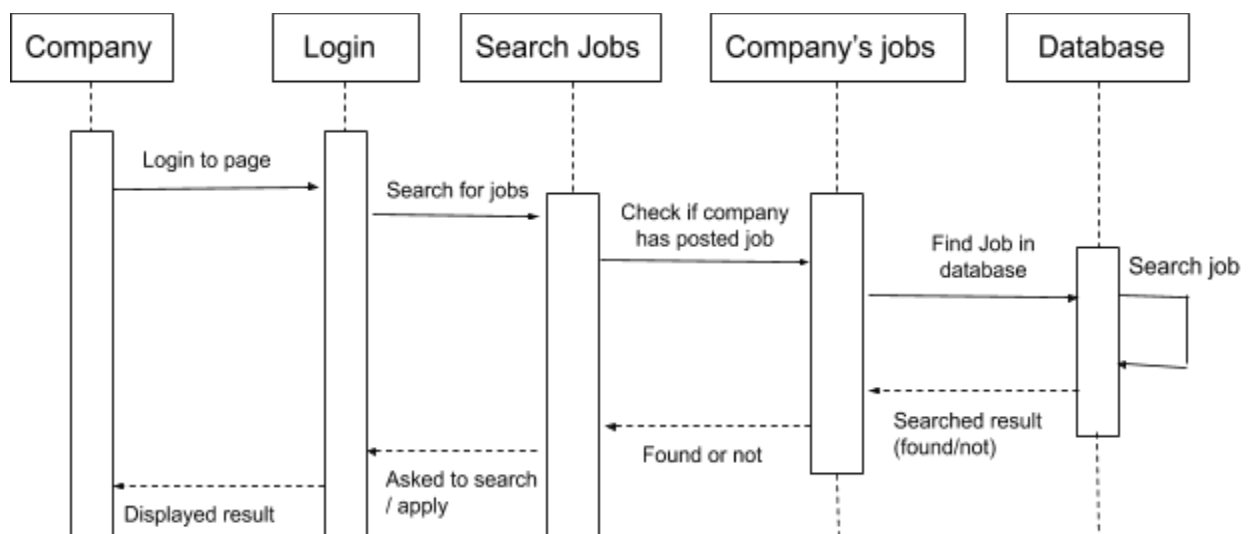 Company
Login
Search Jobs
Company's jobs
Database
Login to page
Search for jobs
Check if company
has posted job
Find Job in
database
Search job
Searched result
(found/not)
Found or not
Asked to search
/ apply
Displayed result